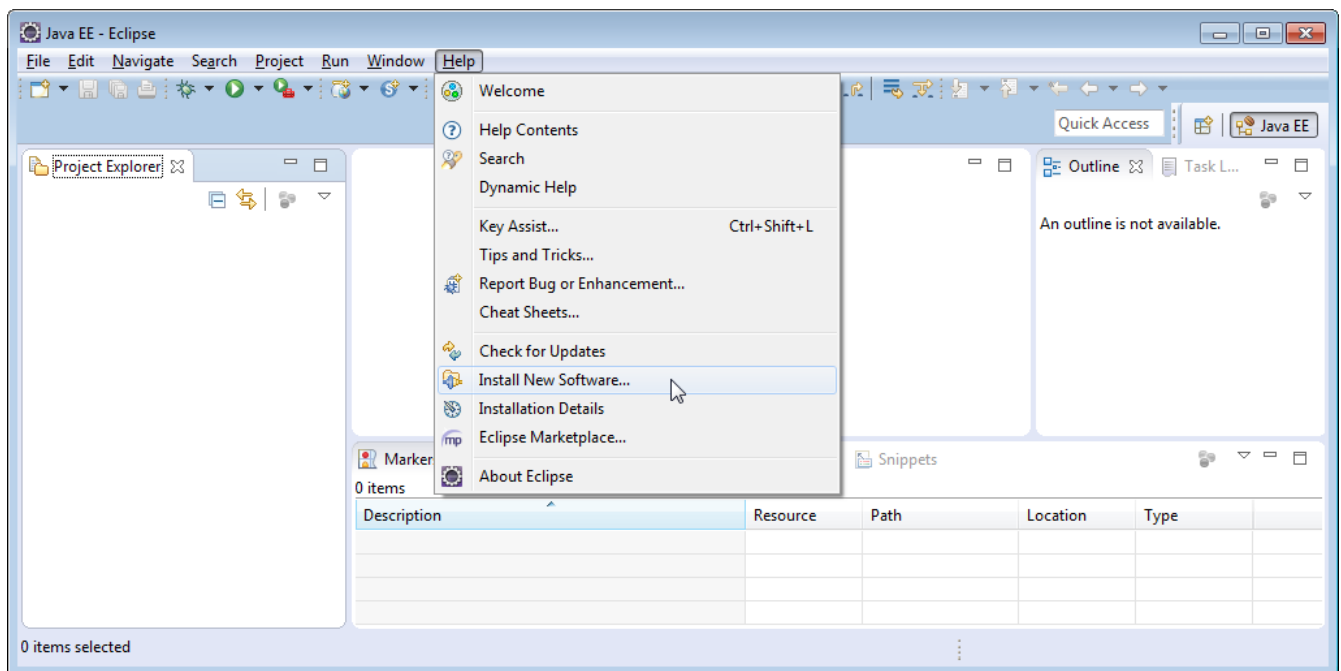 Java EE - Eclipse
File Edit Navigate Search Project Run Window Help
Quick Access
Java EE
Project Explorer
Welcome
Help Contents
Search
Dynamic Help
Key Assist... Ctrl+Shift+L
Tips and Tricks...
Report Bug or Enhancement...
Cheat Sheets...
Check for Updates
Install New Software...
Installation Details
mp Eclipse Marketplace...
About Eclipse
Outline Task L...
An outline is not available.
Marker Snippets
0 items
Description Resource Path Location Type
0 items selected